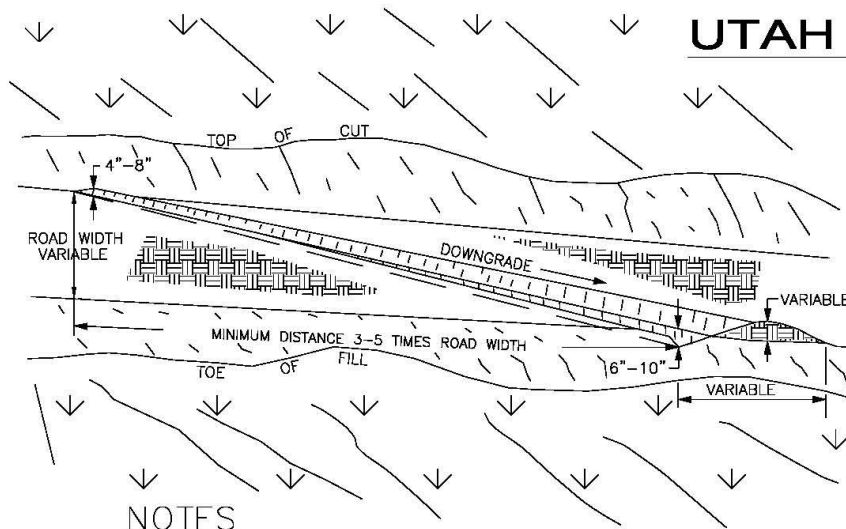 UTAH
TOP OF CUT
4"-8"
ROAD WIDTH
VARIABLE
DOWNGRADE
VARIABLE
MINIMUM DISTANCE 3-5 TIMES ROAD WIDTH
6"-10"
TOE OF FILL
VARIABLE
NOTES